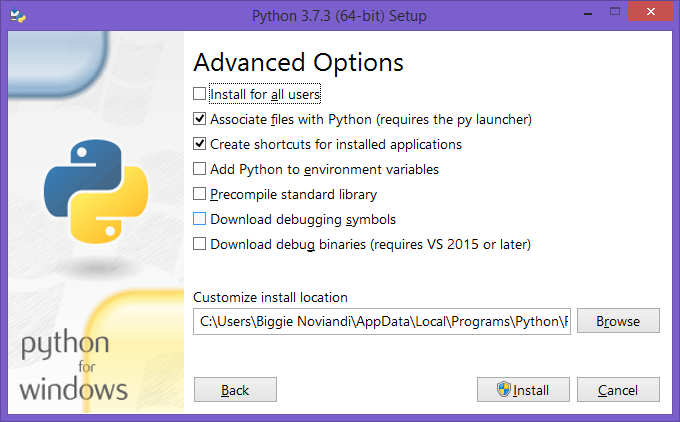 Python 3.7.3 (64-bit) Setup
Advanced Options
Install for all users
Associate files with Python (requires the py launcher)
Create shortcuts for installed applications
Add Python to environment variables
Precompile standard library
Download debugging symbols
Download debug binaries (requires VS 2015 or later)
Customize install location
C:\Users\Biggie Noviandi\AppData\Local\Programs\Python\
Browse
python
for
windows
Back
Install
Cancel